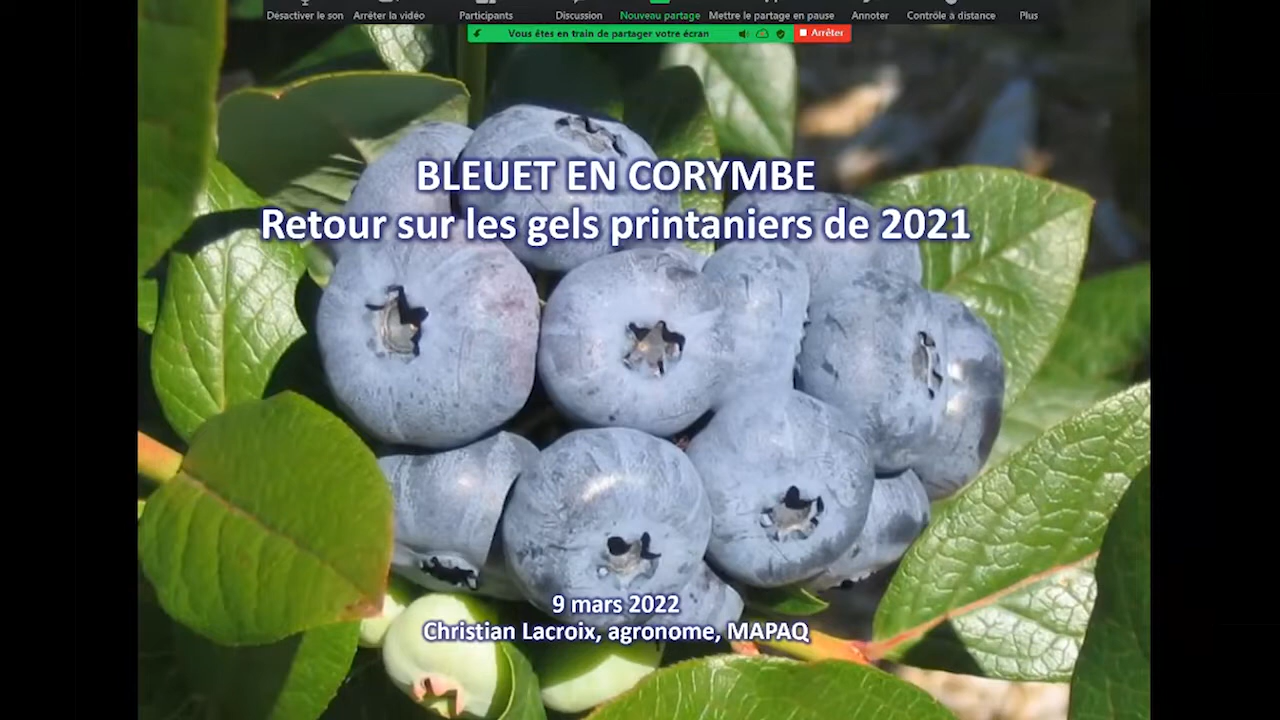 Désactiver le son Arrêter la vidéo Participants Discussion Nouveau partage Mettre le partage en pause Annoter Contrôle à distance Plus
Vous êtes en train de partager votre écran Arrêter
BLEUET EN CORYMBE
Retour sur les gels printaniers de 2021
9 mars 2022
Christian Lacroix, agronome, MAPAQ